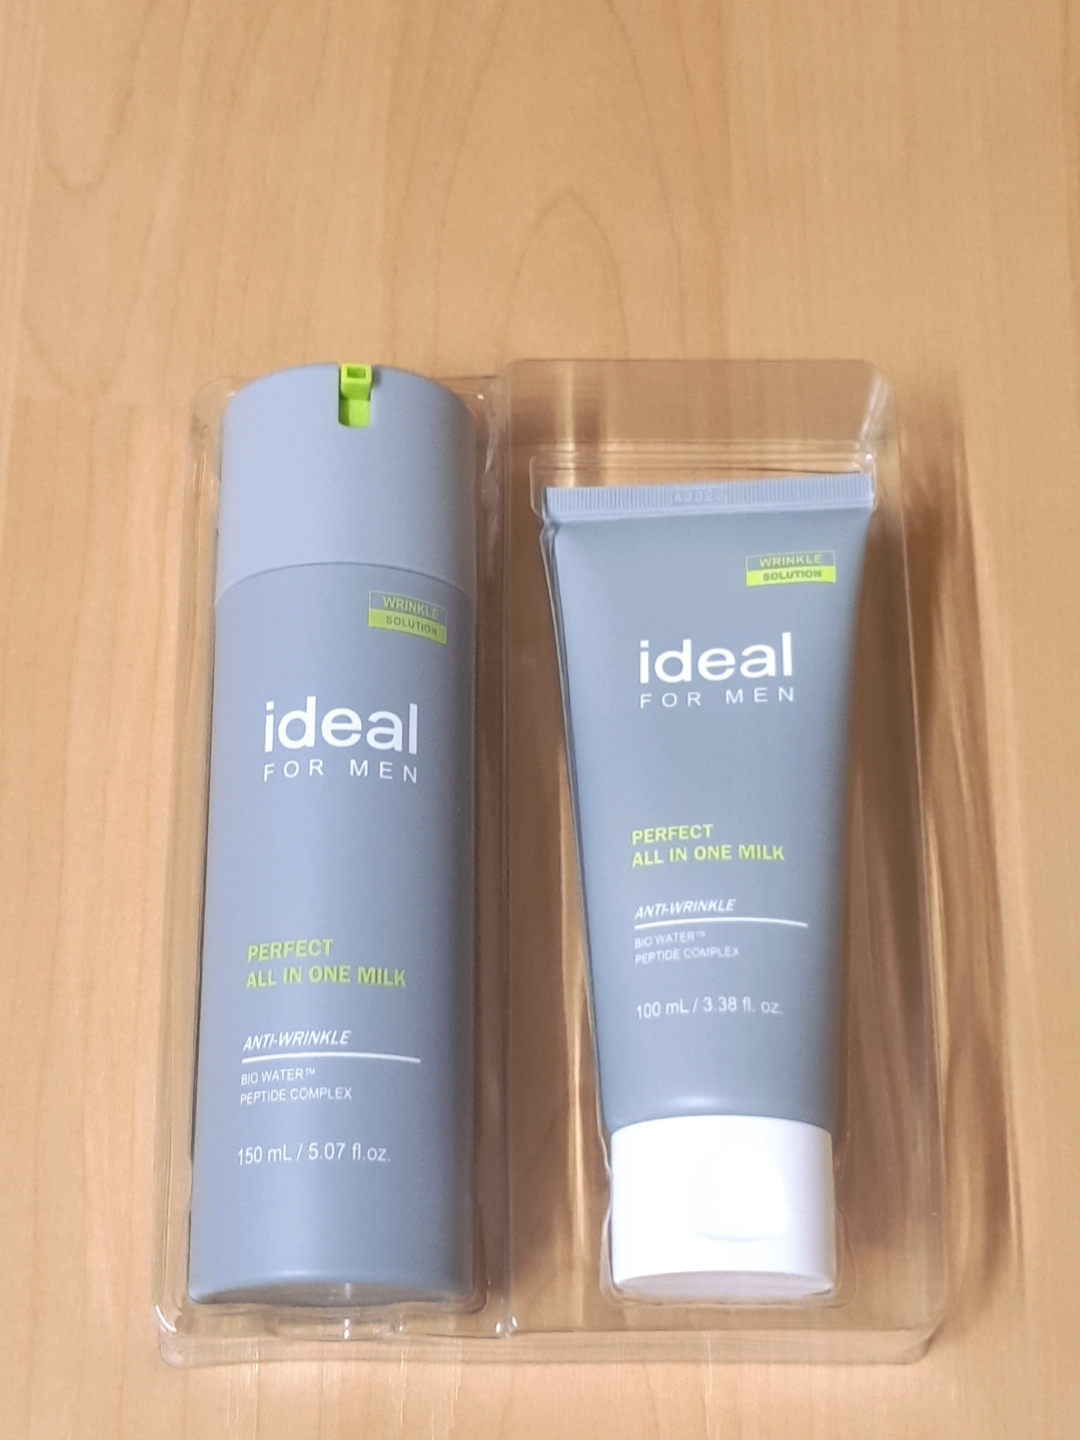 WRINKLE
SOLUTION
ideal
FOR MEN
PERFECT
ALL IN ONE MILK
ANTI-WRINKLE
BIO WATER™
PEPTIDE COMPLEX
150 mL / 5.07 fl.oz.
WRINKLE
SOLUTION
ideal
FOR MEN
PERFECT
ALL IN ONE MILK
ANTI-WRINKLE
BIO WATER™
PEPTIDE COMPLEX
100 mL / 3.38 fl. oz.